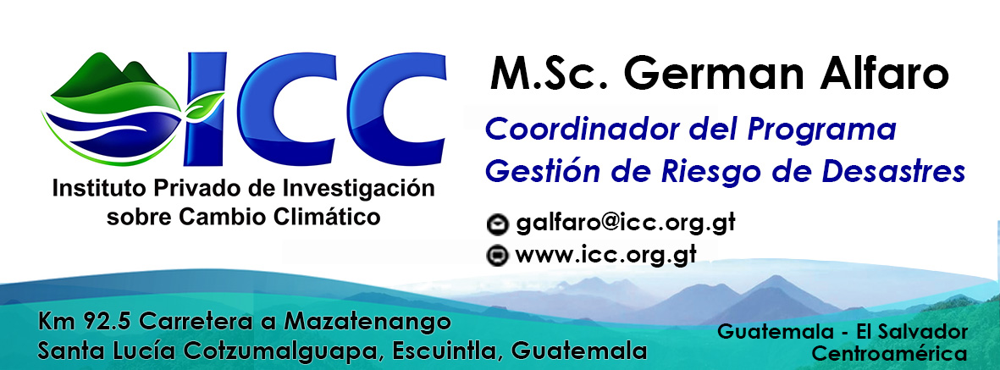 ICC
Instituto Privado de Investigación
sobre Cambio Climático
M.Sc. German Alfaro
Coordinador del Programa
Gestión de Riesgo de Desastres
galfaro@icc.org.gt
www.icc.org.gt
Km 92.5 Carretera a Mazatenango
Santa Lucía Cotzumalguapa, Escuintla, Guatemala
Guatemala - El Salvador
Centroamérica